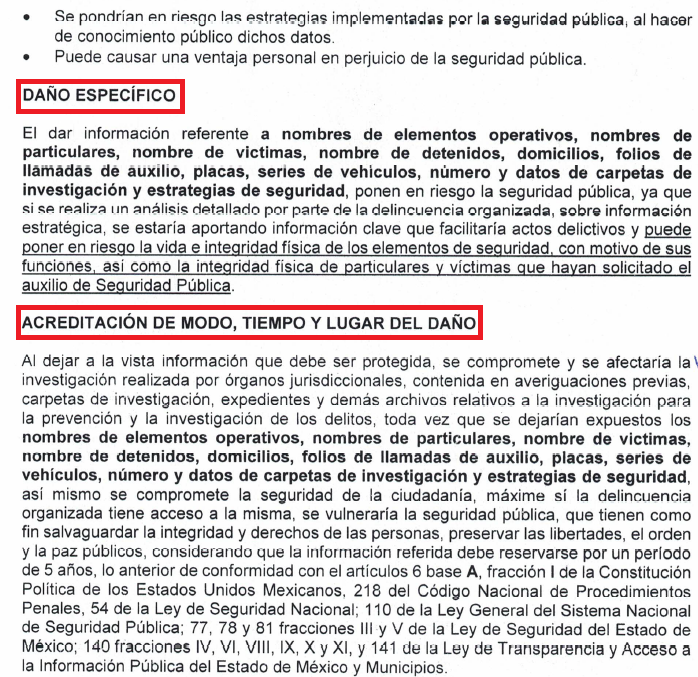 • Se pondrían en riesgo las estrategias implementadas por la seguridad pública, al hacer
de conocimiento público dichos datos.
• Puede causar una ventaja personal en perjuicio de la seguridad pública.
DAÑO ESPECÍFICO
El dar información referente a nombres de elementos operativos, nombres de
particulares, nombre de victimas, nombre de detenidos, domicilios, folios de
llamadas de auxilio, placas, series de vehículos, número y datos de carpetas de
investigación y estrategias de seguridad, ponen en riesgo la seguridad pública, ya que
si se realiza un análisis detallado por parte de la delincuencia organizada, sobre información
estratégica, se estaría aportando información clave que facilitaría actos delictivos y puede
poner en riesgo la vida e integridad física de los elementos de seguridad, con motivo de sus
funciones, así como la integridad física de particulares y víctimas que hayan solicitado el
auxilio de Seguridad Pública.
ACREDITACIÓN DE MODO, TIEMPO Y LUGAR DEL DAÑO
Al dejar a la vista información que debe ser protegida, se compromete y se afectaría la
investigación realizada por órganos jurisdiccionales, contenida en averiguaciones previas,
carpetas de investigación, expedientes y demás archivos relativos a la investigación para
la prevención y la investigación de los delitos, toda vez que se dejarían expuestos los
nombres de elementos operativos, nombres de particulares, nombre de victimas,
nombre de detenidos, domicilios, folios de llamadas de auxilio, placas, series de
vehículos, número y datos de carpetas de investigación y estrategias de seguridad,
así mismo se compromete la seguridad de la ciudadanía, máxime sí la delincuencia
organizada tiene acceso a la misma, se vulneraría la seguridad pública, que tienen como
fin salvaguardar la integridad y derechos de las personas, preservar las libertades, el orden
y la paz públicos, considerando que la información referida debe reservarse por un período
de 5 años, lo anterior de conformidad con el artículos 6 base A, fracción I de la Constitución
Política de los Estados Unidos Mexicanos, 218 del Código Nacional de Procedimientos
Penales, 54 de la Ley de Seguridad Nacional; 110 de la Ley General del Sistema Nacional
de Seguridad Pública; 77, 78 y 81 fracciones III y V de la Ley de Seguridad del Estado de
México; 140 fracciones IV, VI, VIII, IX, X y XI, y 141 de la Ley de Transparencia y Acceso a
la Información Pública del Estado de México y Municipios.